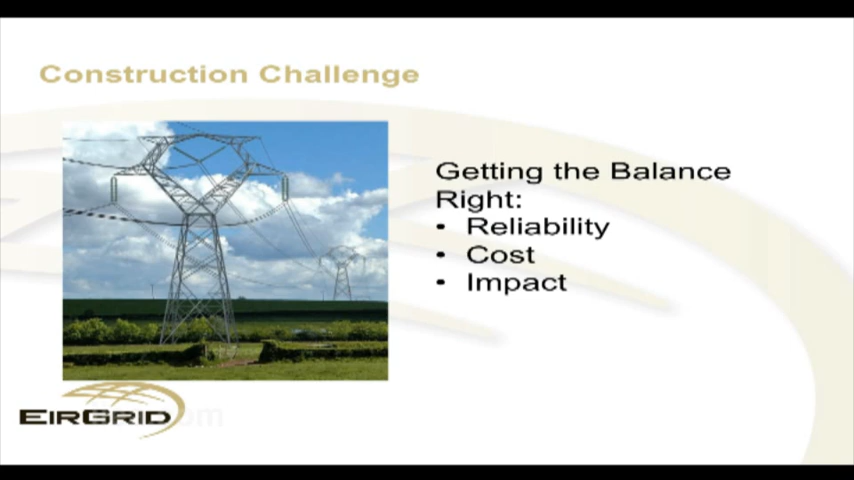 Construction Challenge
Getting the Balance
Right:
• Reliability
• Cost
• Impact
EIRGRID